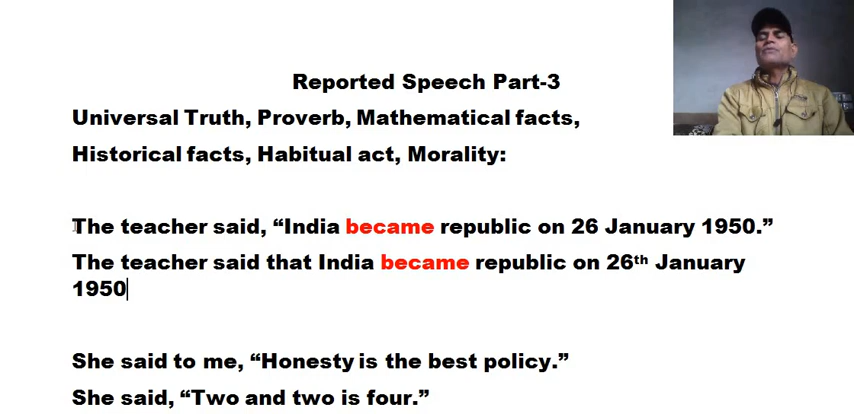 Reported Speech Part-3
Universal Truth, Proverb, Mathematical facts,
Historical facts, Habitual act, Morality:
The teacher said, “India became republic on 26 January 1950.”
The teacher said that India became republic on 26th January
1950
She said to me, “Honesty is the best policy.”
She said, “Two and two is four.”